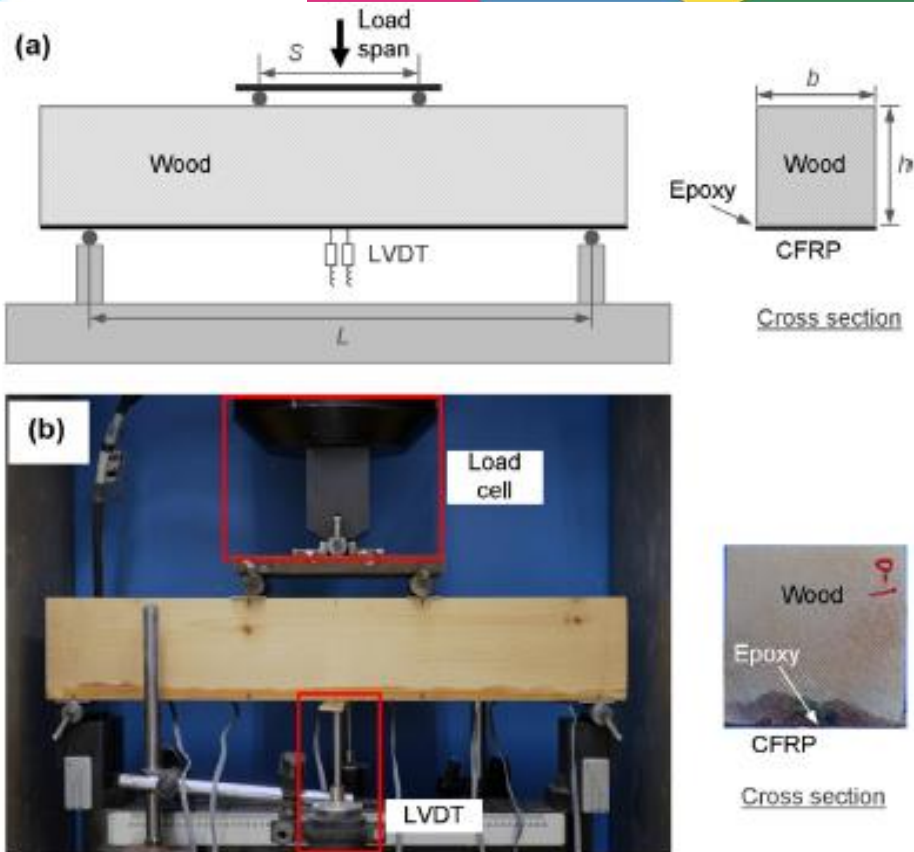 (a)
Load
span
S
Wood
LVDT
L
b
Wood
h
Epoxy
CFRP
Cross section
(b)
Load
cell
LVDT
Wood
Epoxy
CFRP
Cross section